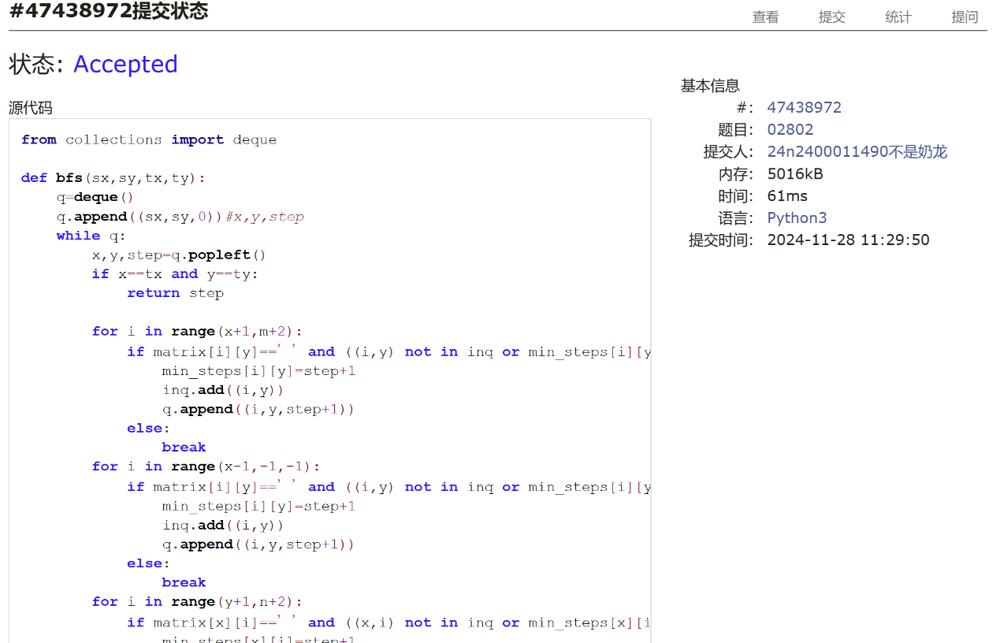 #47438972提交状态
查看 提交 统计 提问
状态: Accepted
源代码
from collections import deque
def bfs(sx,sy,tx,ty):
    q=deque()
    q.append((sx,sy,0))#x,y,step
    while q:
        x,y,step=q.popleft()
        if x==tx and y==ty:
            return step
        for i in range(x+1,m+2):
            if matrix[i][y]==' ' and ((i,y) not in inq or min_steps[i][y
                min_steps[i][y]=step+1
                inq.add((i,y))
                q.append((i,y,step+1))
            else:
                break
        for i in range(x-1,-1,-1):
            if matrix[i][y]==' ' and ((i,y) not in inq or min_steps[i][y
                min_steps[i][y]=step+1
                inq.add((i,y))
                q.append((i,y,step+1))
            else:
                break
        for i in range(y+1,n+2):
            if matrix[x][i]==' ' and ((x,i) not in inq or min_steps[x][i
                min_steps[x][i]=step+1
基本信息
#: 47438972
题目: 02802
提交人: 24n2400011490不是奶龙
内存: 5016kB
时间: 61ms
语言: Python3
提交时间: 2024-11-28 11:29:50